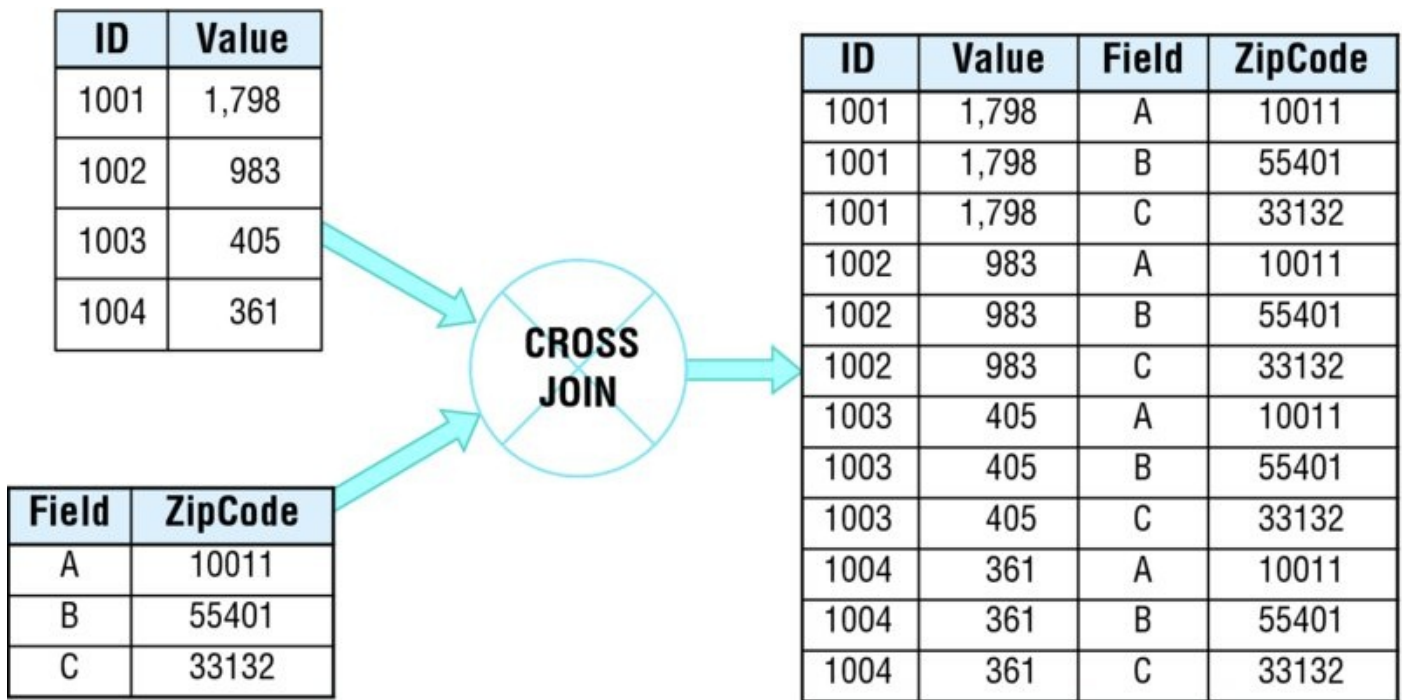 ID Value
1001 1,798
1002 983
1003 405
1004 361
Field ZipCode
A 10011
B 55401
C 33132
CROSS
JOIN
ID Value Field ZipCode
1001 1,798 A 10011
1001 1,798 B 55401
1001 1,798 C 33132
1002 983 A 10011
1002 983 B 55401
1002 983 C 33132
1003 405 A 10011
1003 405 B 55401
1003 405 C 33132
1004 361 A 10011
1004 361 B 55401
1004 361 C 33132